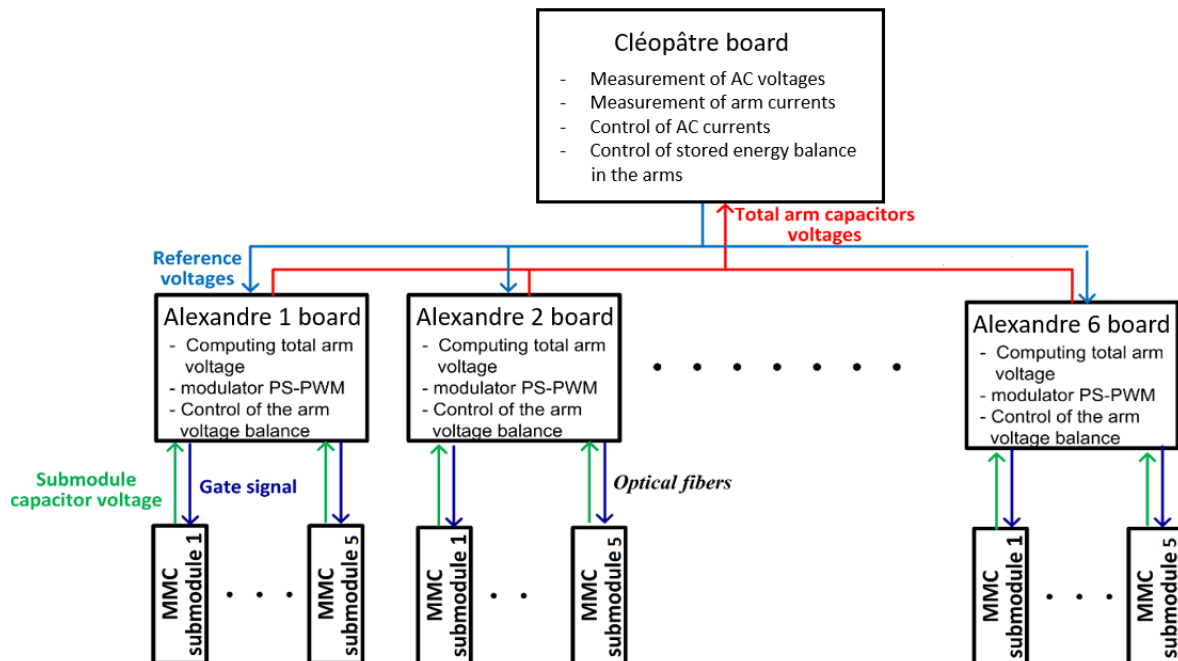 Cléopâtre board
- Measurement of AC voltages
- Measurement of arm currents
- Control of AC currents
- Control of stored energy balance
in the arms
Total arm capacitors
voltages
Reference
voltages
Alexandre 1 board
- Computing total arm
voltage
- modulator PS-PWM
- Control of the arm
voltage balance
Alexandre 2 board
- Computing total arm
voltage
- modulator PS-PWM
- Control of the arm
voltage balance
Alexandre 6 board
- Computing total arm
voltage
- modulator PS-PWM
- Control of the arm
voltage balance
Submodule
capacitor voltage
Gate signal
Optical fibers
MMC
submodule 1
MMC
submodule 5
MMC
submodule 1
MMC
submodule 5
MMC
submodule 1
MMC
submodule 5